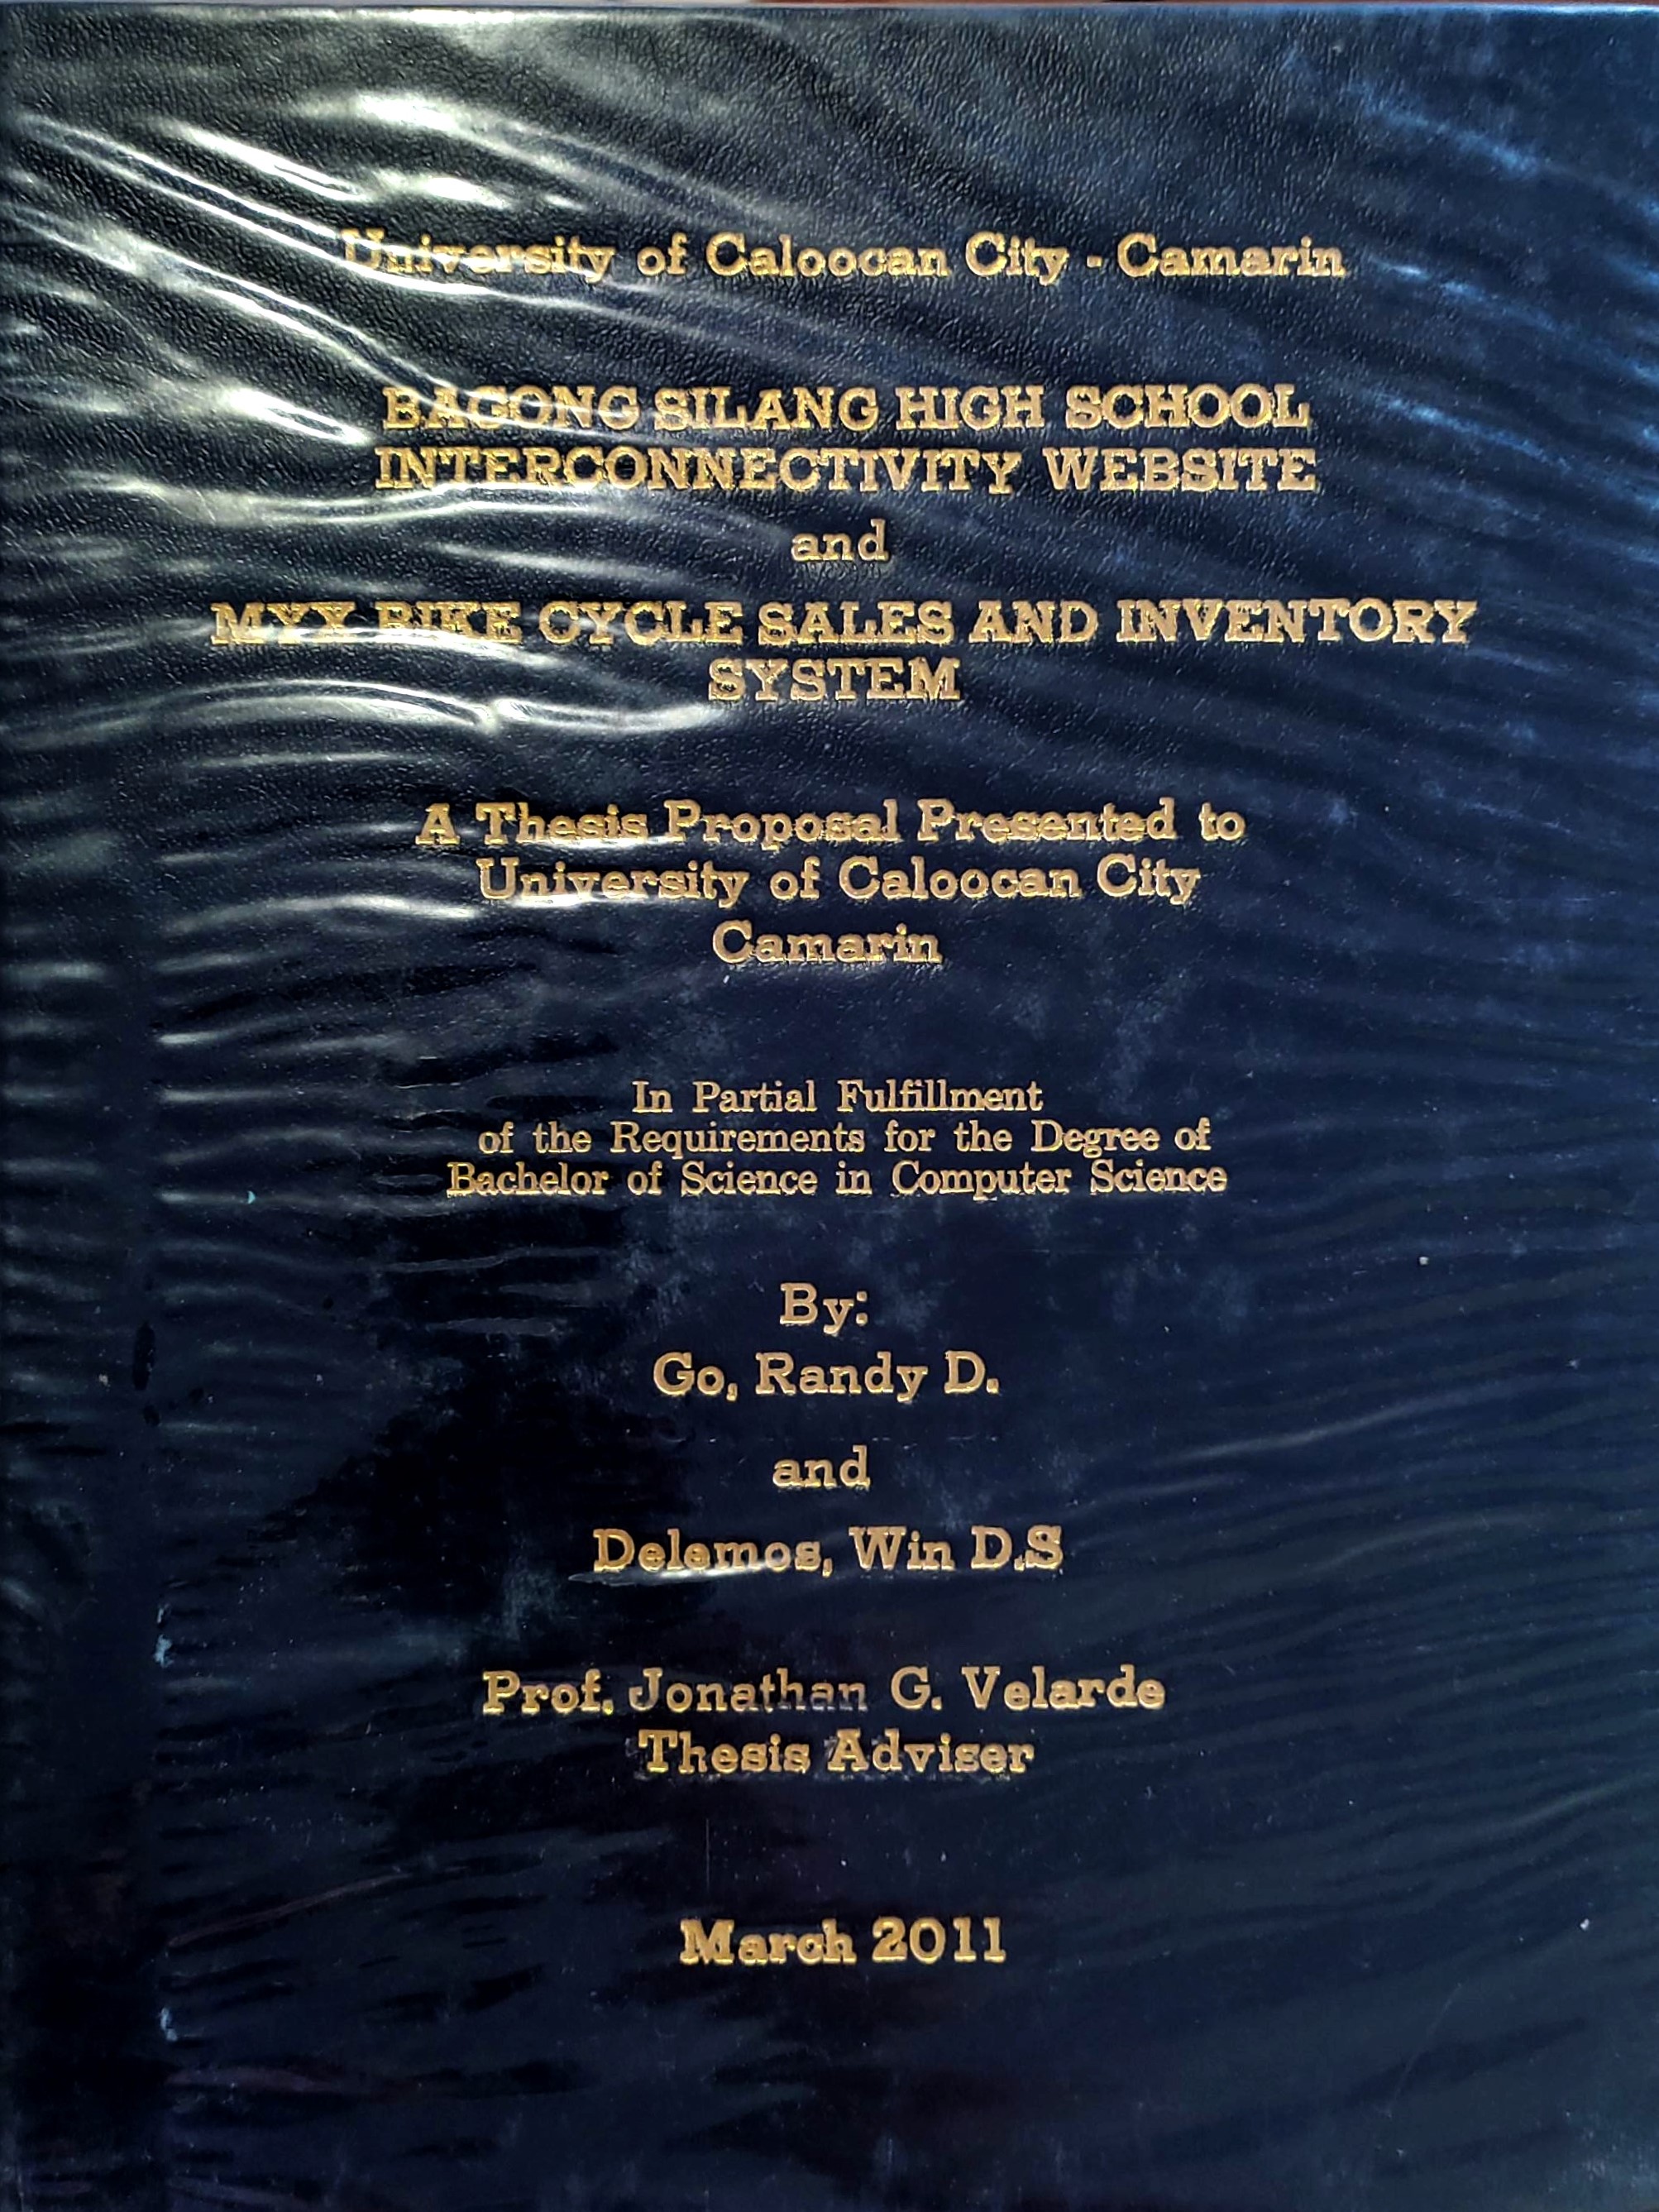 University of Caloocan City - Camarin
BAGONG SILANG HIGH SCHOOL
INTERCONNECTIVITY WEBSITE
and
MYX BIKE CYCLE SALES AND INVENTORY
SYSTEM
A Thesis Proposal Presented to
University of Caloocan City
Camarin
In Partial Fulfillment
of the Requirements for the Degree of
Bachelor of Science in Computer Science
By:
Go, Randy D.
and
Delemos, Win D.S
Prof. Jonathan G. Velarde
Thesis Adviser
March 2011